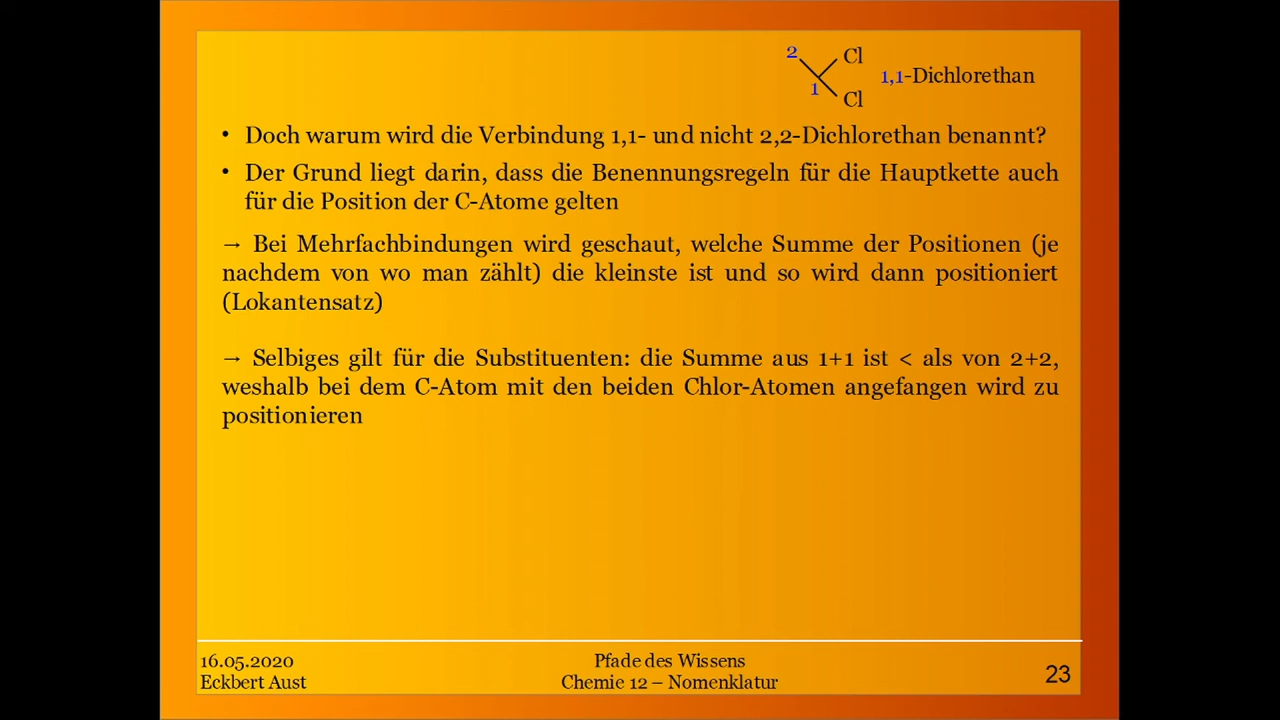 2
Cl
1,1-Dichlorethan
1
Cl
• Doch warum wird die Verbindung 1,1- und nicht 2,2-Dichlorethan benannt?
• Der Grund liegt darin, dass die Benennungsregeln für die Hauptkette auch
für die Position der C-Atome gelten
→ Bei Mehrfachbindungen wird geschaut, welche Summe der Positionen (je
nachdem von wo man zählt) die kleinste ist und so wird dann positioniert
(Lokantensatz)
→ Selbiges gilt für die Substituenten: die Summe aus 1+1 ist < als von 2+2,
weshalb bei dem C-Atom mit den beiden Chlor-Atomen angefangen wird zu
positionieren
16.05.2020
Eckbert Aust
Pfade des Wissens
Chemie 12 – Nomenklatur
23